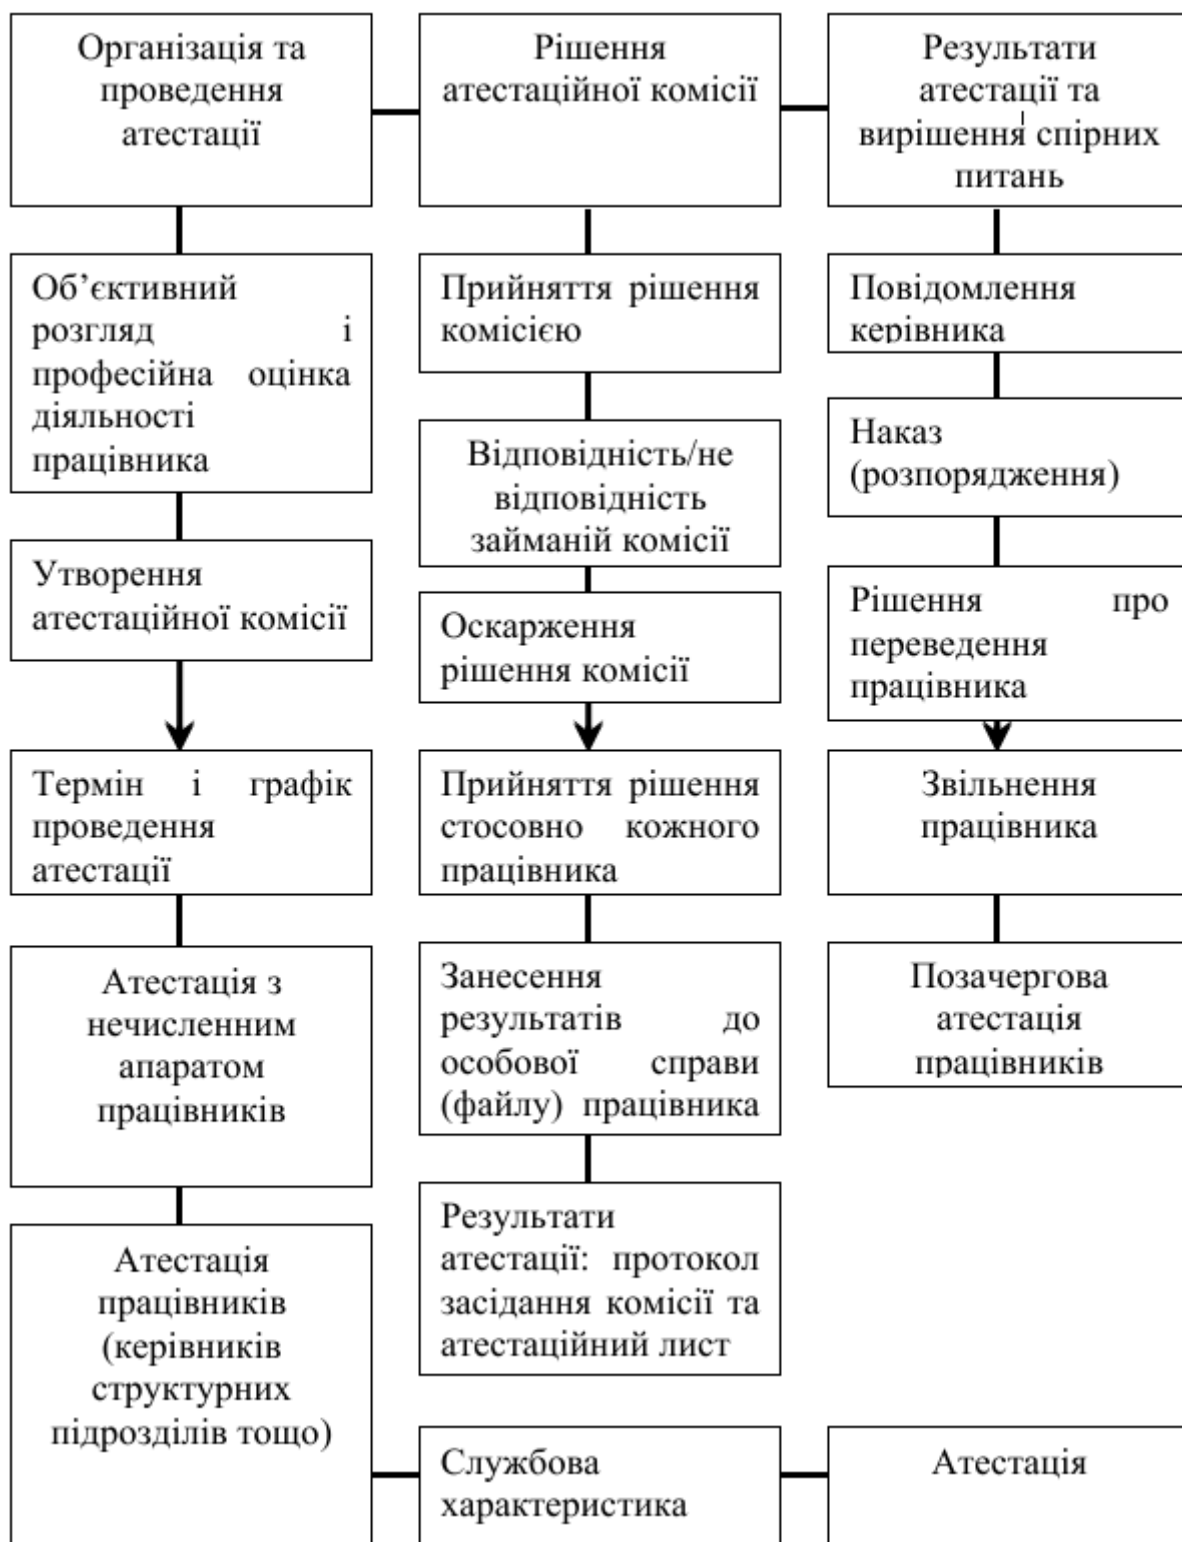 Організація та
проведення
атестації
Рішення
атестаційної комісії
Результати
атестації та
вирішення спірних
питань
Об’єктивний
розгляд і
професійна оцінка
діяльності
працівника
Прийняття рішення
комісією
Повідомлення
керівника
Відповідність/не
відповідність
займаній комісії
Наказ
(розпорядження)
Утворення
атестаційної комісії
Оскарження
рішення комісії
Рішення про
переведення
працівника
Термін і графік
проведення
атестації
Прийняття рішення
стосовно кожного
працівника
Звільнення
працівника
Атестація з
нечисленним
апаратом
працівників
Занесення
результатів до
особової справи
(файлу) працівника
Позачергова
атестація
працівників
Атестація
працівників
(керівників
структурних
підрозділів тощо)
Результати
атестації: протокол
засідання комісії та
атестаційний лист
Службова
характеристика
Атестація